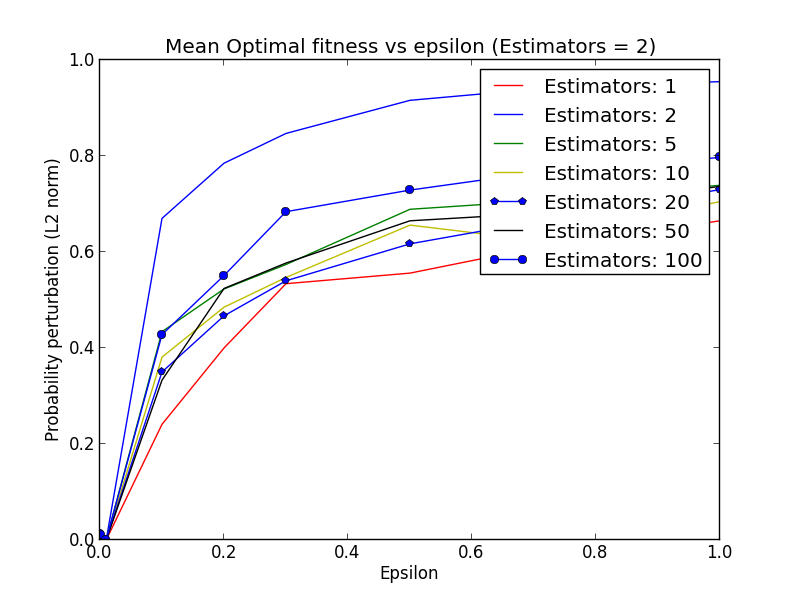 Mean Optimal fitness vs epsilon (Estimators = 2)
Probability perturbation (L2 norm)
1.0
0.8
0.6
0.4
0.2
0.0
Estimators: 1
Estimators: 2
Estimators: 5
Estimators: 10
Estimators: 20
Estimators: 50
Estimators: 100
0.0 0.2 0.4 0.6 0.8 1.0
Epsilon